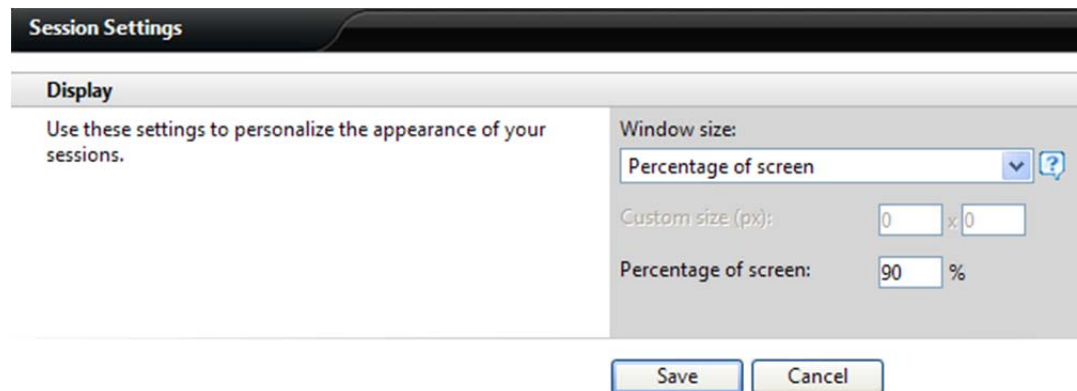 Session Settings
Display
Use these settings to personalize the appearance of your
sessions.
Window size:
Percentage of screen
?
Custom size (px):
0 x 0
Percentage of screen:
90 %
Save Cancel